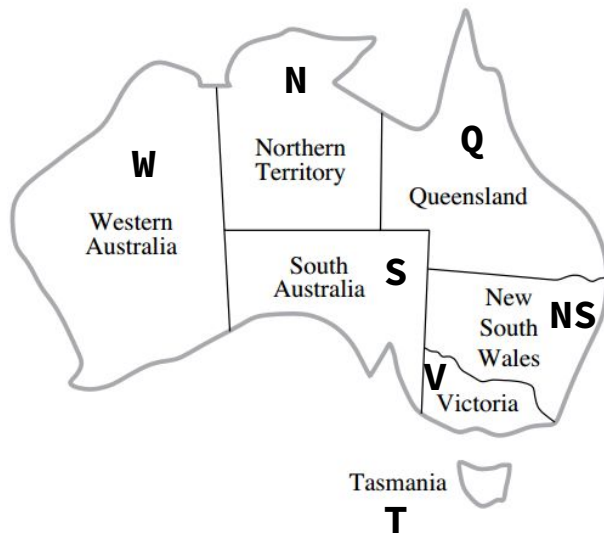 N
W
Q
Northern
Territory
Queensland
Western
Australia
South
Australia
S
New
South
Wales
NS
V
Victoria
Tasmania
T